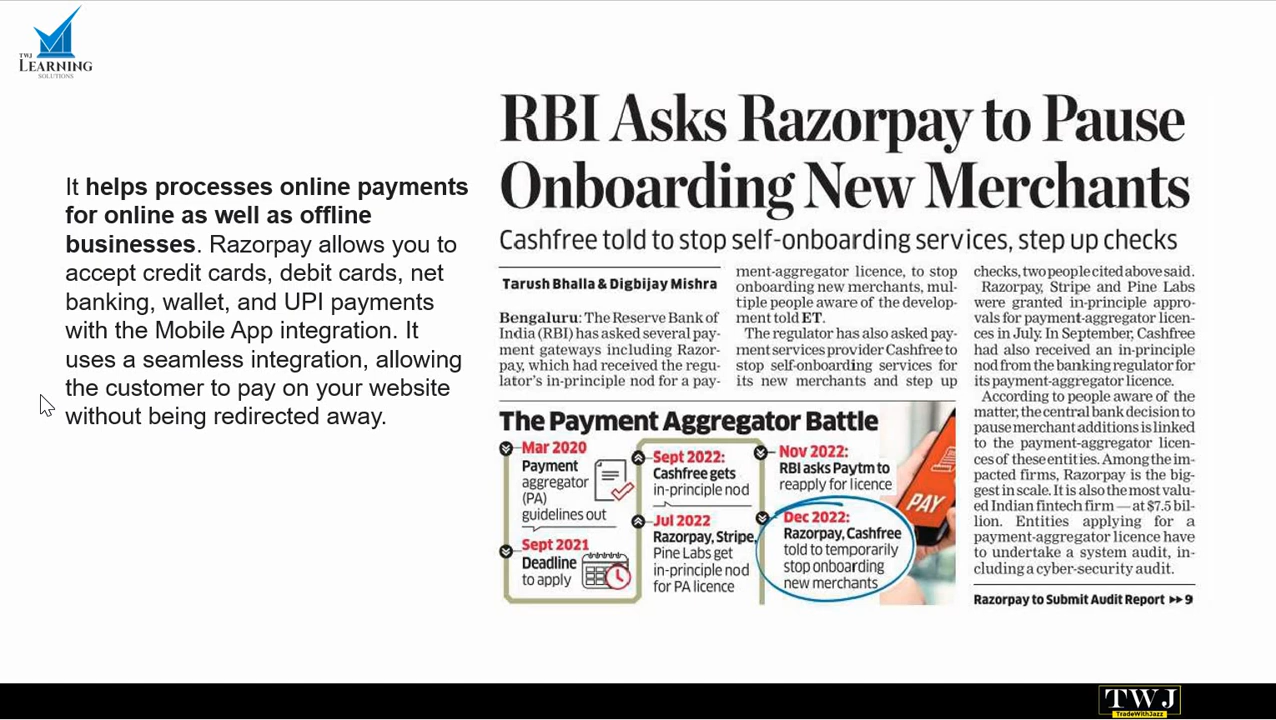 TWJ
LEARNING
SOLUTIONS
It helps processes online payments
for online as well as offline
businesses. Razorpay allows you to
accept credit cards, debit cards, net
banking, wallet, and UPI payments
with the Mobile App integration. It
uses a seamless integration, allowing
the customer to pay on your website
without being redirected away.
RBI Asks Razorpay to Pause
Onboarding New Merchants
Cashfree told to stop self-onboarding services, step up checks
Tarush Bhalla & Digbijay Mishra
Bengaluru: The Reserve Bank of
India (RBI) has asked several pay-
ment gateways including Razor-
pay, which had received the regu-
lator's in-principle nod for a pay-
ment-aggregator licence, to stop
onboarding new merchants, mul-
tiple people aware of the develop-
ment told ET.
The regulator has also asked pay-
ment services provider Cashfree to
stop self-onboarding services for
its new merchants and step up
checks, two people cited above said.
Razorpay, Stripe and Pine Labs
were granted in-principle appro-
vals for payment-aggregator licen-
ces in July. In September, Cashfree
had also received an in-principle
nod from the banking regulator for
its payment-aggregator licence.
According to people aware of the
matter, the central bank decision to
pause merchant additions is linked
to the payment-aggregator licen-
ces of these entities. Among the im-
pacted firms, Razorpay is the big-
gest in scale. It is also the most valu-
ed Indian fintech firm — at $7.5 bil-
lion. Entities applying for a
payment-aggregator licence have
to undertake a system audit, in-
cluding a cyber-security audit.
Razorpay to Submit Audit Report ▸▸ 9
The Payment Aggregator Battle
Mar 2020
Payment
aggregator
(PA)
guidelines out
Sept 2021
Deadline
to apply
Sept 2022:
Cashfree gets
in-principle nod
Jul 2022
Razorpay, Stripe,
Pine Labs get
in-principle nod
for PA licence
Nov 2022:
RBI asks Paytm to
reapply for licence
Dec 2022:
Razorpay, Cashfree
told to temporarily
stop onboarding
new merchants
PAY
TWJ
TradeWithJazz